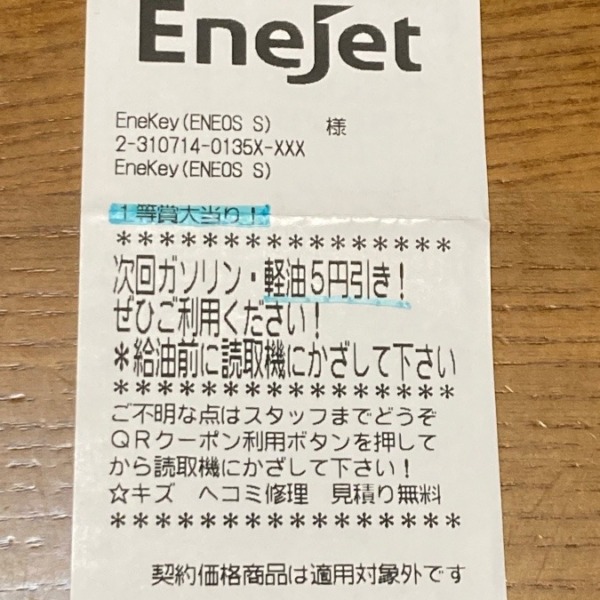 EneJet
EneKey(ENEOS S) 様
2-310714-0135X-XXX
EneKey(ENEOS S)
１等賞大当り！
****************
次回ガソリン・軽油５円引き！
ぜひご利用ください！
*給油前に読取機にかざして下さい
****************
ご不明な点はスタッフまでどうぞ
ＱＲクーポン利用ボタンを押して
から読取機にかざして下さい！
☆キズ ヘコミ修理 見積り無料
****************
契約価格商品は適用対象外です